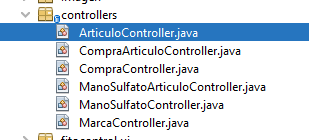 controllers
ArticuloController.java
CompraArticuloController.java
CompraController.java
ManoSulfatoArticuloController.java
ManoSulfatoController.java
MarcaController.java